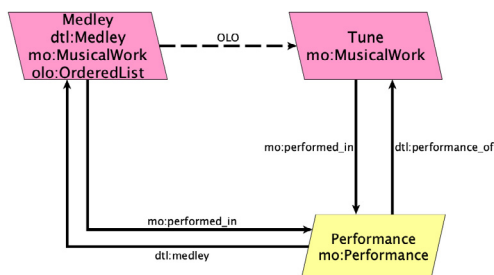 Medley
dtl:Medley
mo:MusicalWork
olo:OrderedList
OLO
Tune
mo:MusicalWork
mo:performed_in
dtl:performance_of
mo:performed_in
dtl:medley
Performance
mo:Performance